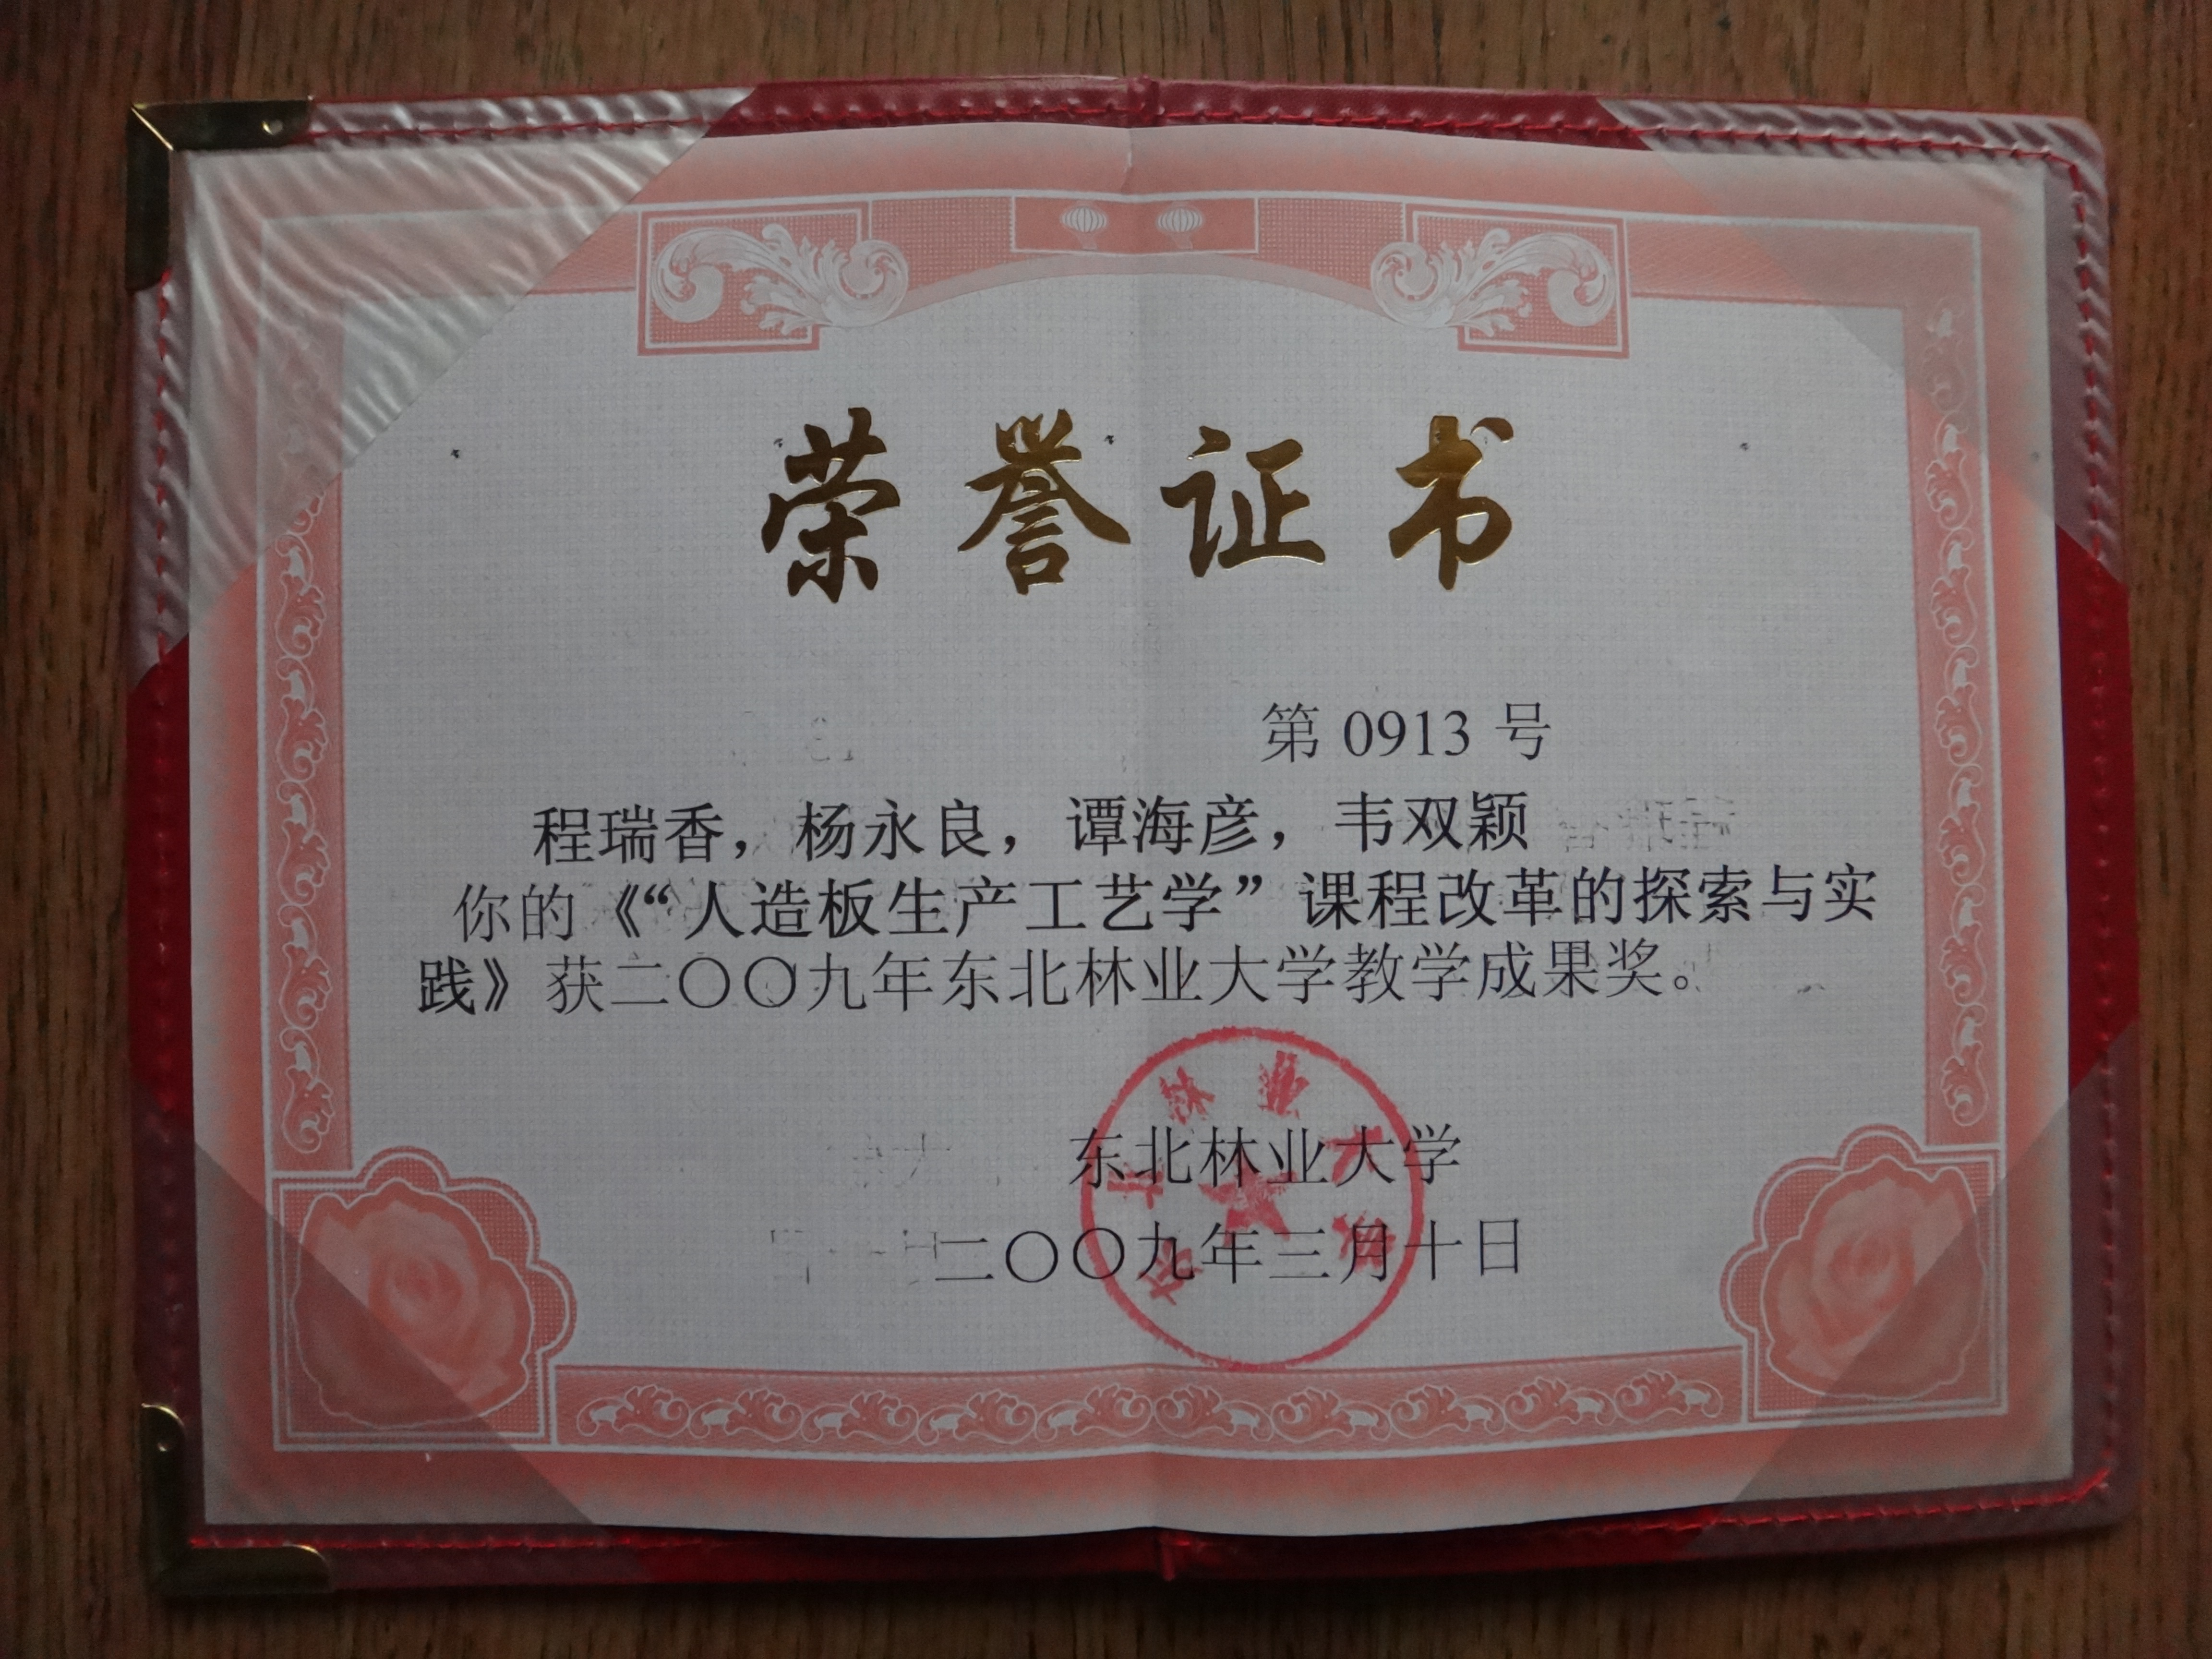 荣誉证书
第 0913 号
程瑞香，杨永良，谭海彦，韦双颖
你的《“人造板生产工艺学”课程改革的探索与实
践》获二〇〇九年东北林业大学教学成果奖。
东北林业大学
二〇〇九年三月十日
林业